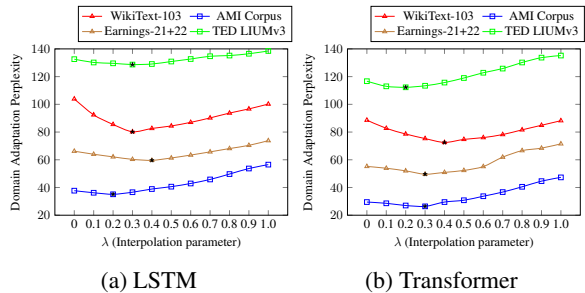 WikiText-103 AMI Corpus
Earnings-21+22 TED LIUMv3
Domain Adaptation Perplexity
140
120
100
80
60
40
20
0 0.1 0.2 0.3 0.4 0.5 0.6 0.7 0.8 0.9 1.0
λ (Interpolation parameter)
(a) LSTM
WikiText-103 AMI Corpus
Earnings-21+22 TED LIUMv3
Domain Adaptation Perplexity
140
120
100
80
60
40
20
0 0.1 0.2 0.3 0.4 0.5 0.6 0.7 0.8 0.9 1.0
λ (Interpolation parameter)
(b) Transformer